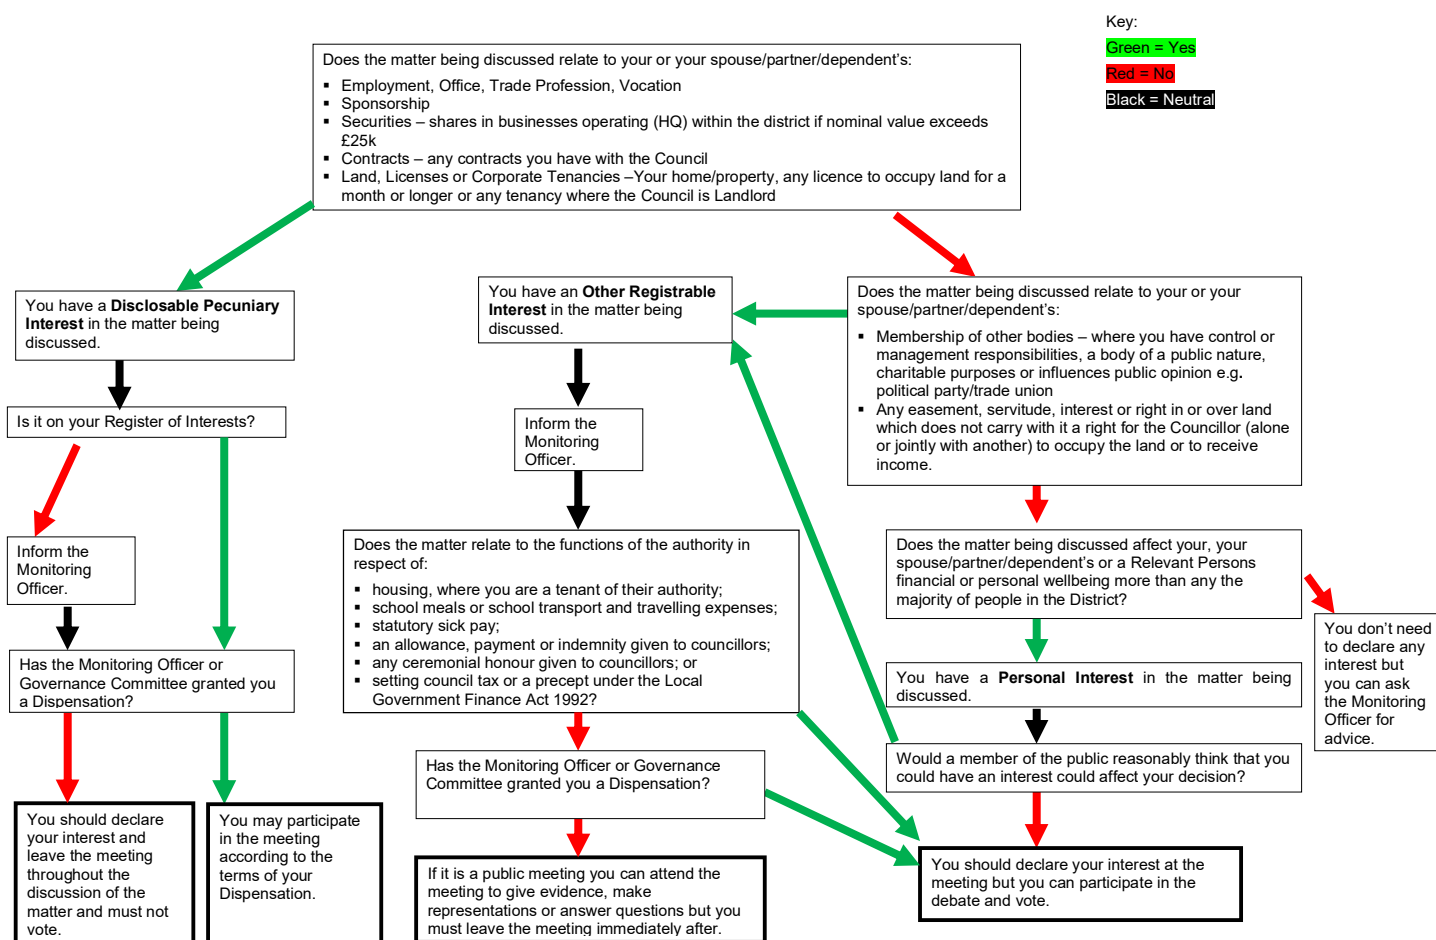 Key:
Green = Yes
Red = No
Black = Neutral
Does the matter being discussed relate to your or your spouse/partner/dependent's:
▪ Employment, Office, Trade Profession, Vocation
▪ Sponsorship
▪ Securities – shares in businesses operating (HQ) within the district if nominal value exceeds
£25k
▪ Contracts – any contracts you have with the Council
▪ Land, Licenses or Corporate Tenancies –Your home/property, any licence to occupy land for a
month or longer or any tenancy where the Council is Landlord
You have a Disclosable Pecuniary
Interest in the matter being
discussed.
Is it on your Register of Interests?
Inform the
Monitoring
Officer.
Has the Monitoring Officer or
Governance Committee granted you
a Dispensation?
You should declare
your interest and
leave the meeting
throughout the
discussion of the
matter and must not
vote.
You may participate
in the meeting
according to the
terms of your
Dispensation.
You have an Other Registrable
Interest in the matter being
discussed.
Inform the
Monitoring
Officer.
Does the matter relate to the functions of the authority in
respect of:
▪ housing, where you are a tenant of their authority;
▪ school meals or school transport and travelling expenses;
▪ statutory sick pay;
▪ an allowance, payment or indemnity given to councillors;
▪ any ceremonial honour given to councillors; or
▪ setting council tax or a precept under the Local
Government Finance Act 1992?
Has the Monitoring Officer or Governance
Committee granted you a Dispensation?
If it is a public meeting you can attend the
meeting to give evidence, make
representations or answer questions but you
must leave the meeting immediately after.
Does the matter being discussed relate to your or your
spouse/partner/dependent's:
▪ Membership of other bodies – where you have control or
management responsibilities, a body of a public nature,
charitable purposes or influences public opinion e.g.
political party/trade union
▪ Any easement, servitude, interest or right in or over land
which does not carry with it a right for the Councillor (alone
or jointly with another) to occupy the land or to receive
income.
Does the matter being discussed affect your, your
spouse/partner/dependent's or a Relevant Persons
financial or personal wellbeing more than any the
majority of people in the District?
You don't need
to declare any
interest but
you can ask
the Monitoring
Officer for
advice.
You have a Personal Interest in the matter being
discussed.
Would a member of the public reasonably think that you
could have an interest could affect your decision?
You should declare your interest at the
meeting but you can participate in the
debate and vote.